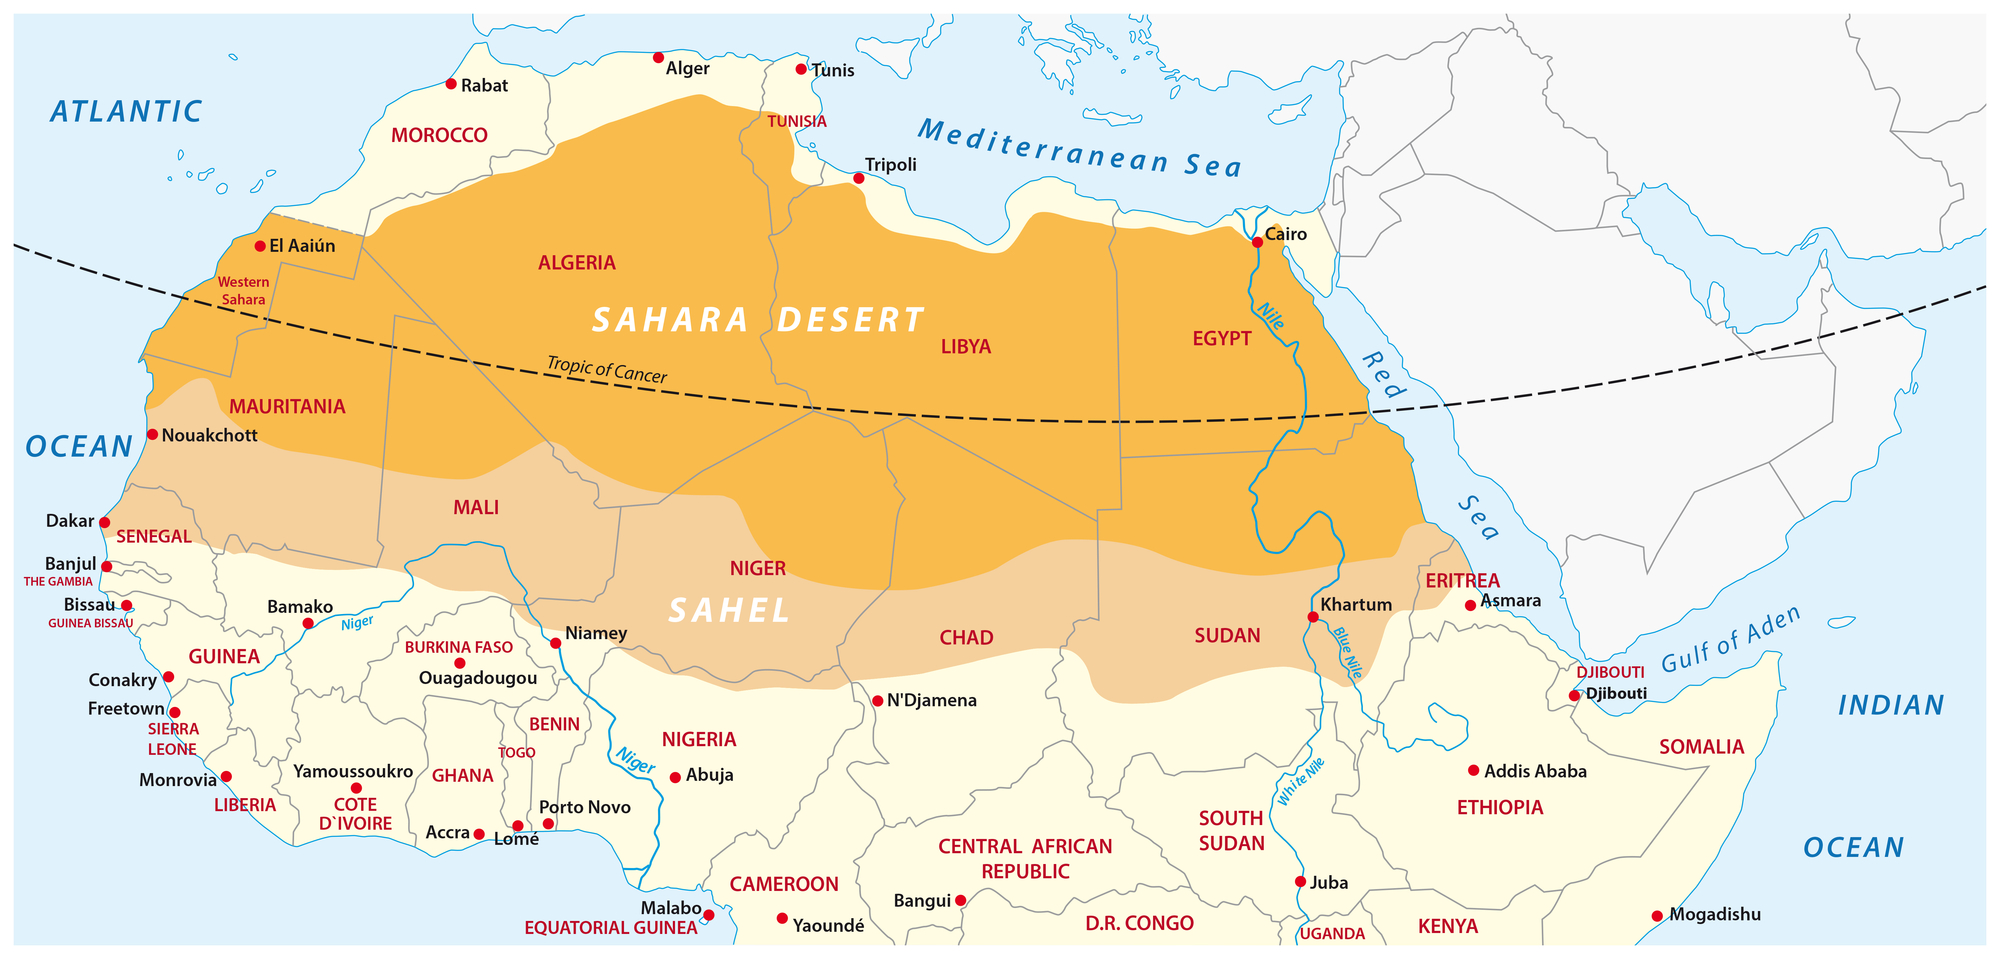 ATLANTIC
OCEAN
Mediterranean Sea
Rabat
MOROCCO
Alger
Tunis
TUNISIA
Tripoli
El Aaiún
Western
Sahara
ALGERIA
SAHARA DESERT
LIBYA
Cairo
Nile
EGYPT
Red
Sea
Tropic of Cancer
MAURITANIA
Nouakchott
MALI
Dakar
SENEGAL
Banjul
THE GAMBIA
Bissau
GUINEA BISSAU
Bamako
Niger
GUINEA
Conakry
Freetown
SIERRA
LEONE
Monrovia
LIBERIA
Yamoussoukro
COTE
D`IVOIRE
BURKINA FASO
Ouagadougou
Niamey
NIGER
SAHEL
CHAD
SUDAN
Khartum
Blue Nile
White Nile
ERITREA
Asmara
DJIBOUTI
Djibouti
Gulf of Aden
INDIAN
OCEAN
SOMALIA
N'Djamena
BENIN
TOGO
GHANA
Niger
NIGERIA
Abuja
Porto Novo
Accra
Lomé
Addis Ababa
ETHIOPIA
SOUTH
SUDAN
CENTRAL AFRICAN
REPUBLIC
Bangui
CAMEROON
Malabo
EQUATORIAL GUINEA
Yaoundé
D.R. CONGO
Juba
UGANDA
KENYA
Mogadishu